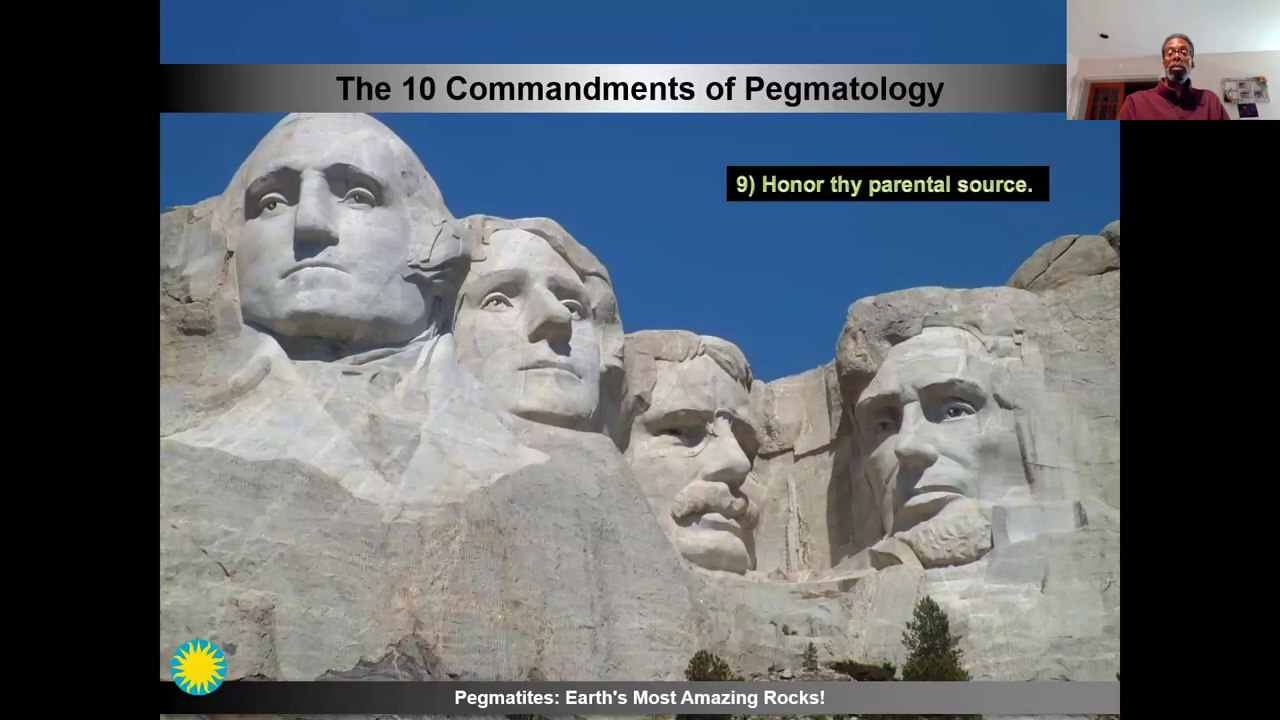 The 10 Commandments of Pegmatology
9) Honor thy parental source.
Pegmatites: Earth's Most Amazing Rocks!